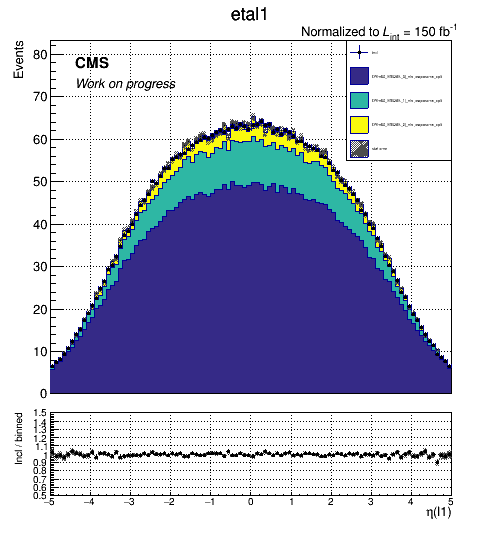 etal1
Normalized to L_int = 150 fb⁻¹
Events
CMS
Work on progress
80
70
60
50
40
30
20
10
0
Incl / binned
1.5
1.4
1.3
1.2
1.1
1
0.9
0.8
0.7
0.6
0.5
−5 −4 −3 −2 −1 0 1 2 3 4 5
η(l1)